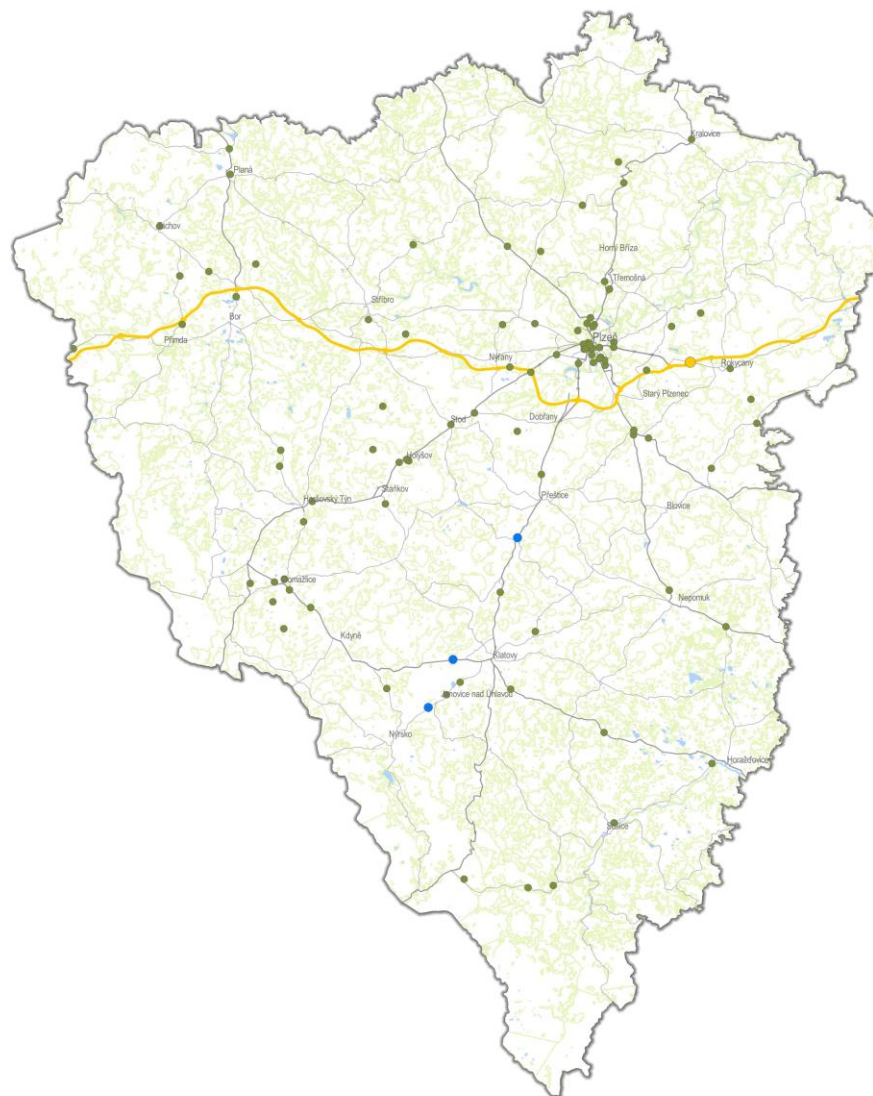 Kralovice
Planá
Horní Bříza
Třemošná
Stříbro
Bor
Plzeň
Přimda
Nýřany
Rokycany
Starý Plzenec
Dobřany
Stod
Holýšov
Horšovský Týn
Staňkov
Přeštice
Blovice
Nepomuk
Kdyně
Klatovy
Janovice nad Úhlavou
Nýrsko
Horažďovice
Sušice